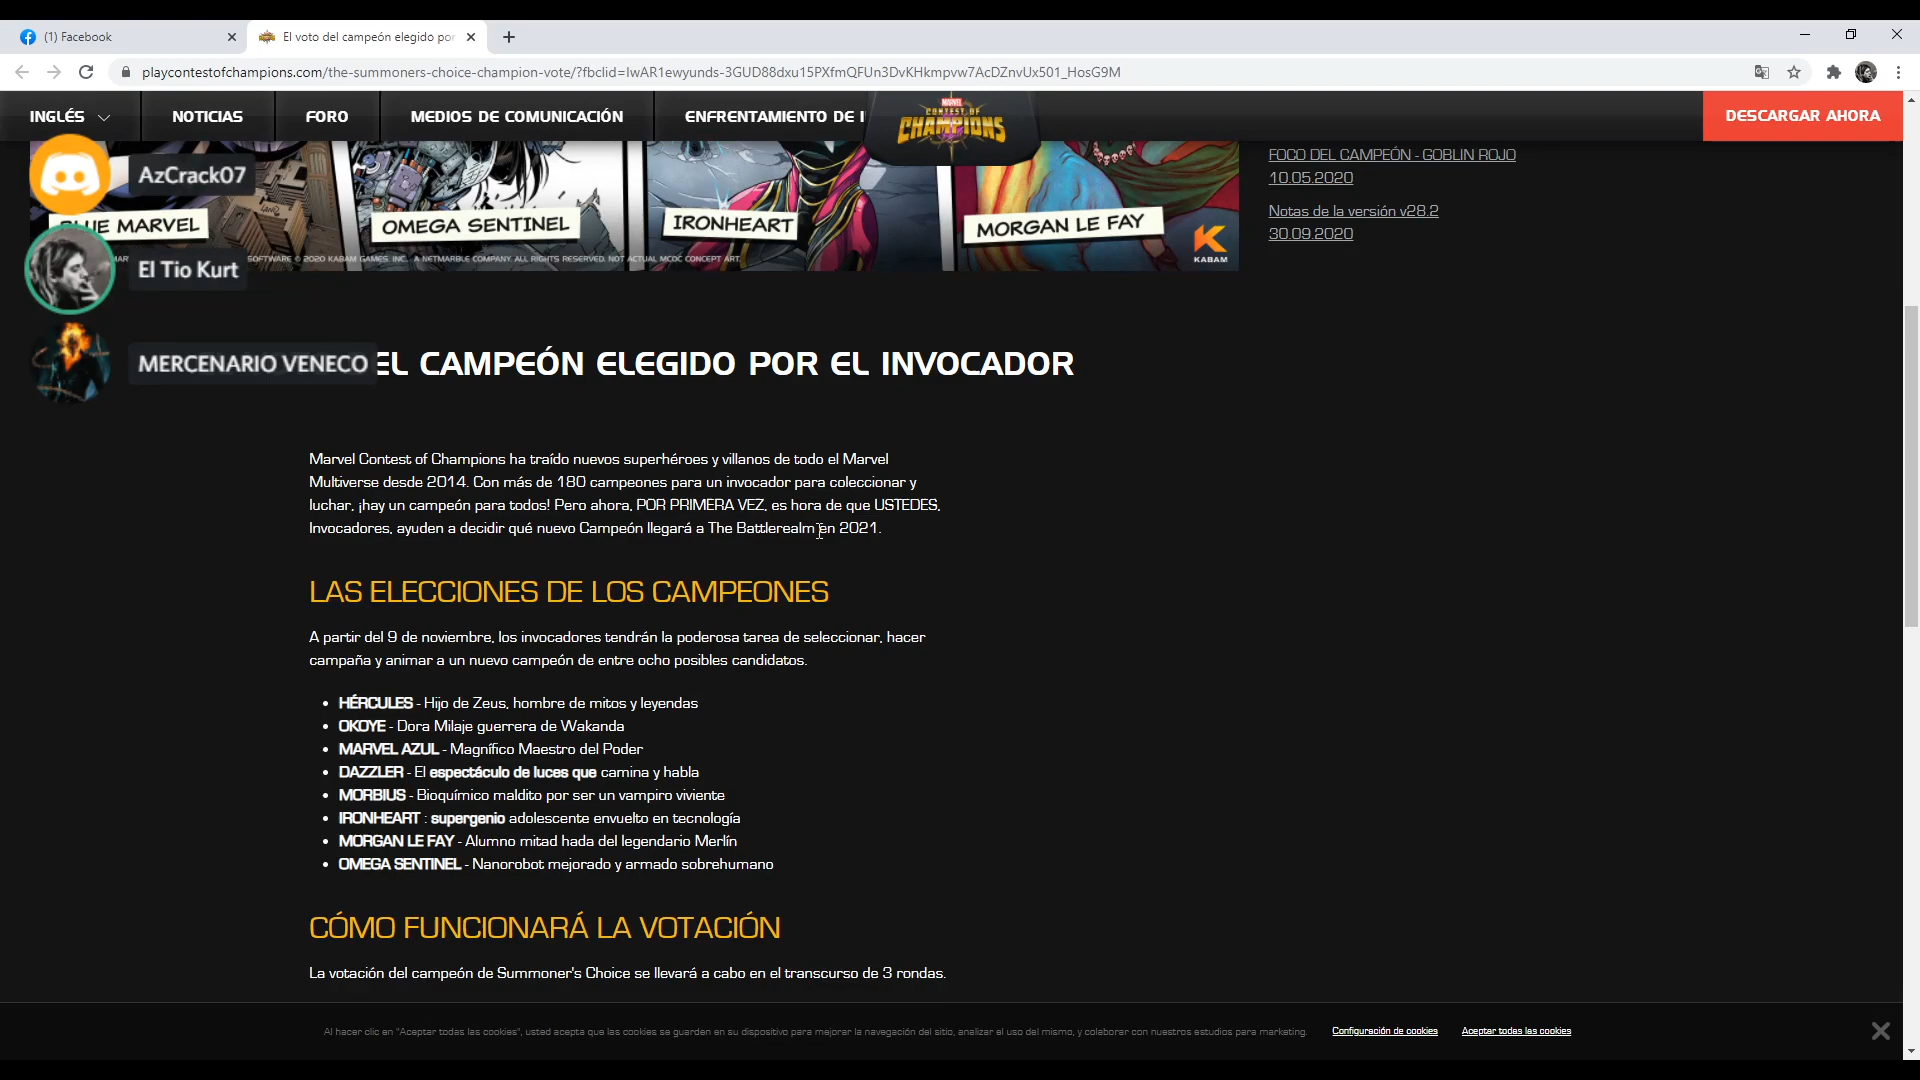 (1) Facebook
El voto del campeón elegido por
playcontestofchampions.com/the-summoners-choice-champion-vote/?fbclid=IwAR1ewyunds-3GUD88dxu15PXfmQFUn3DvKHkmpvw7AcDZnvUx501_HosG9M
INGLÉS
NOTICIAS
FORO
MEDIOS DE COMUNICACIÓN
ENFRENTAMIENTO DE I
MARVEL
CONTEST OF
CHAMPIONS
DESCARGAR AHORA
AzCrack07
El Tio Kurt
MERCENARIO VENECO
MARVEL
OMEGA SENTINEL
IRONHEART
MORGAN LE FAY
KABAM
SOFTWARE © 2020 KABAM GAMES, INC. A NETMARBLE COMPANY. ALL RIGHTS RESERVED. NOT ACTUAL MCOC CONCEPT ART.
FOCO DEL CAMPEÓN - GOBLIN ROJO
10.05.2020
Notas de la versión v28.2
30.09.2020
EL CAMPEÓN ELEGIDO POR EL INVOCADOR
Marvel Contest of Champions ha traído nuevos superhéroes y villanos de todo el Marvel
Multiverse desde 2014. Con más de 180 campeones para un invocador para coleccionar y
luchar, ¡hay un campeón para todos! Pero ahora, POR PRIMERA VEZ, es hora de que USTEDES,
Invocadores, ayuden a decidir qué nuevo Campeón llegará a The Battlerealm en 2021.
LAS ELECCIONES DE LOS CAMPEONES
A partir del 9 de noviembre, los invocadores tendrán la poderosa tarea de seleccionar, hacer
campaña y animar a un nuevo campeón de entre ocho posibles candidatos.
• HÉRCULES - Hijo de Zeus, hombre de mitos y leyendas
• OKOYE - Dora Milaje guerrera de Wakanda
• MARVEL AZUL - Magnífico Maestro del Poder
• DAZZLER - El espectáculo de luces que camina y habla
• MORBIUS - Bioquímico maldito por ser un vampiro viviente
• IRONHEART : supergenio adolescente envuelto en tecnología
• MORGAN LE FAY - Alumno mitad hada del legendario Merlín
• OMEGA SENTINEL - Nanorobot mejorado y armado sobrehumano
CÓMO FUNCIONARÁ LA VOTACIÓN
La votación del campeón de Summoner's Choice se llevará a cabo en el transcurso de 3 rondas.
Al hacer clic en "Aceptar todas las cookies", usted acepta que las cookies se guarden en su dispositivo para mejorar la navegación del sitio, analizar el uso del mismo, y colaborar con nuestros estudios para marketing.
Configuración de cookies
Aceptar todas las cookies